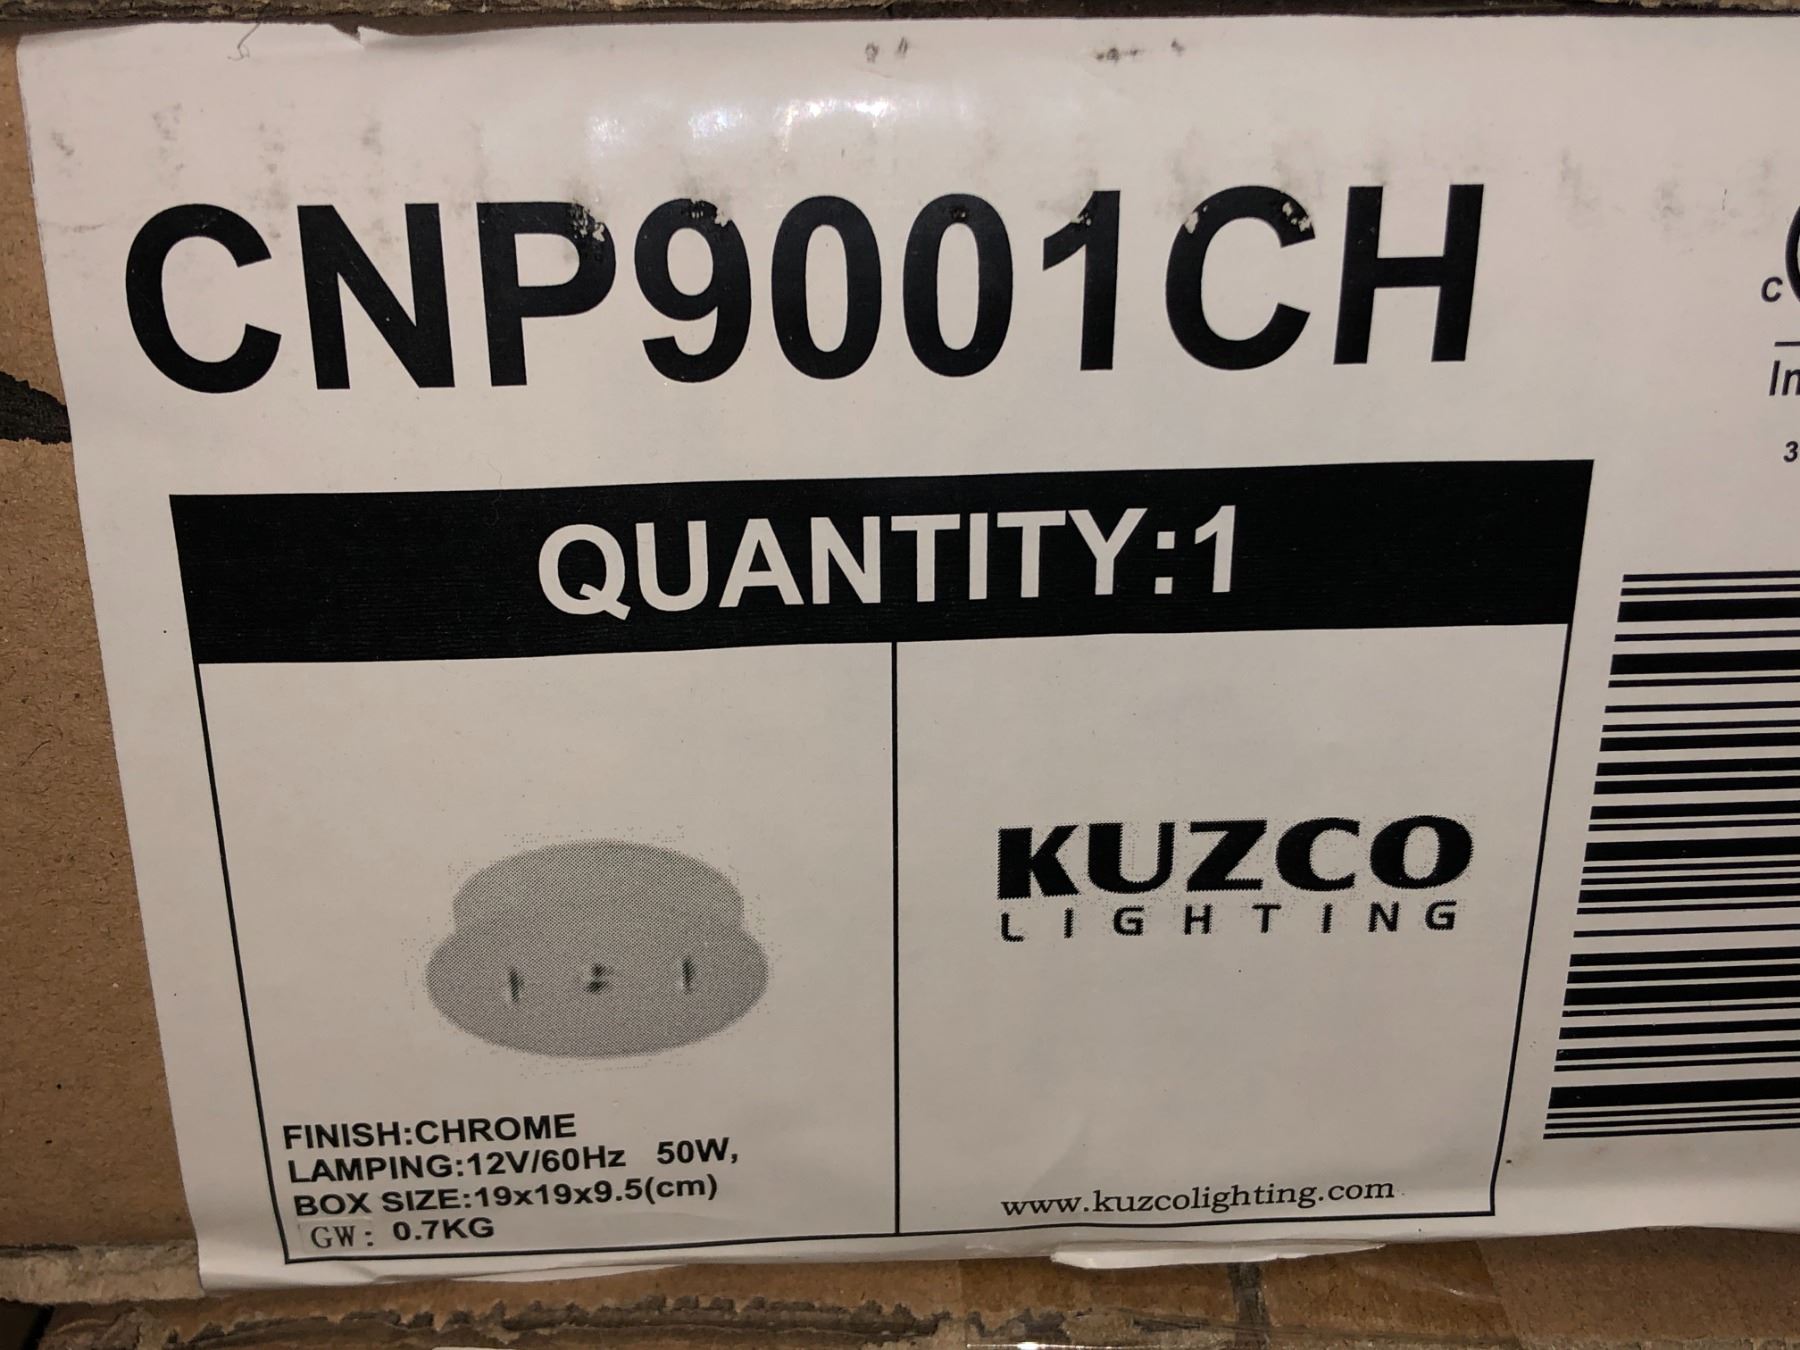 CNP9001CH
QUANTITY:1
FINISH:CHROME
LAMPING:12V/60Hz 50W,
BOX SIZE:19x19x9.5(cm)
GW: 0.7KG
KUZCO
LIGHTING
www.kuzcolighting.com
C